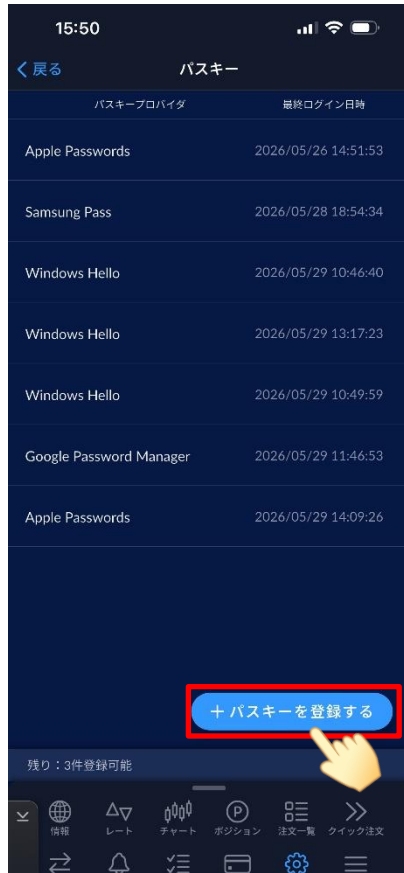 15:50
戻る
パスキー
パスキープロバイダ 最終ログイン日時
Apple Passwords 2026/05/26 14:51:53
Samsung Pass 2026/05/28 18:54:34
Windows Hello 2026/05/29 10:46:40
Windows Hello 2026/05/29 13:17:23
Windows Hello 2026/05/29 10:49:59
Google Password Manager 2026/05/29 11:46:53
Apple Passwords 2026/05/29 14:09:26
+ パスキーを登録する
残り：3件登録可能
情報 レート チャート P ポジション 注文一覧 クイック注文